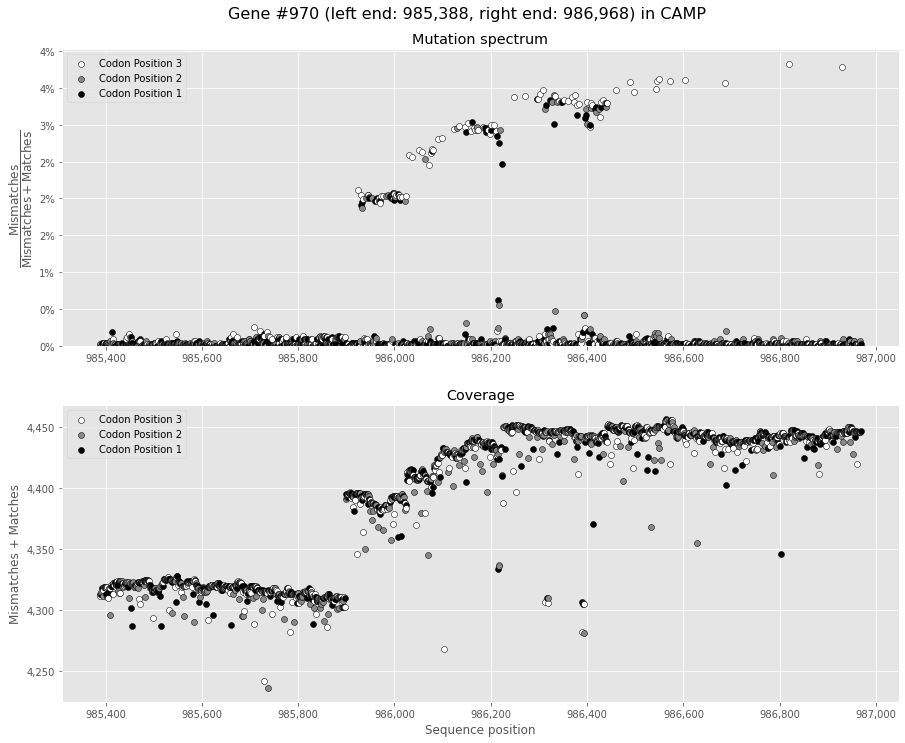 Gene #970 (left end: 985,388, right end: 986,968) in CAMP
Mutation spectrum
Codon Position 3
Codon Position 2
Codon Position 1
4%
4%
3%
2%
2%
2%
1%
0%
0%
Mismatches
Mismatches + Matches
985,400 985,600 985,800 986,000 986,200 986,400 986,600 986,800 987,000
Coverage
Codon Position 3
Codon Position 2
Codon Position 1
4,450
4,400
4,350
4,300
4,250
Mismatches + Matches
985,400 985,600 985,800 986,000 986,200 986,400 986,600 986,800 987,000
Sequence position